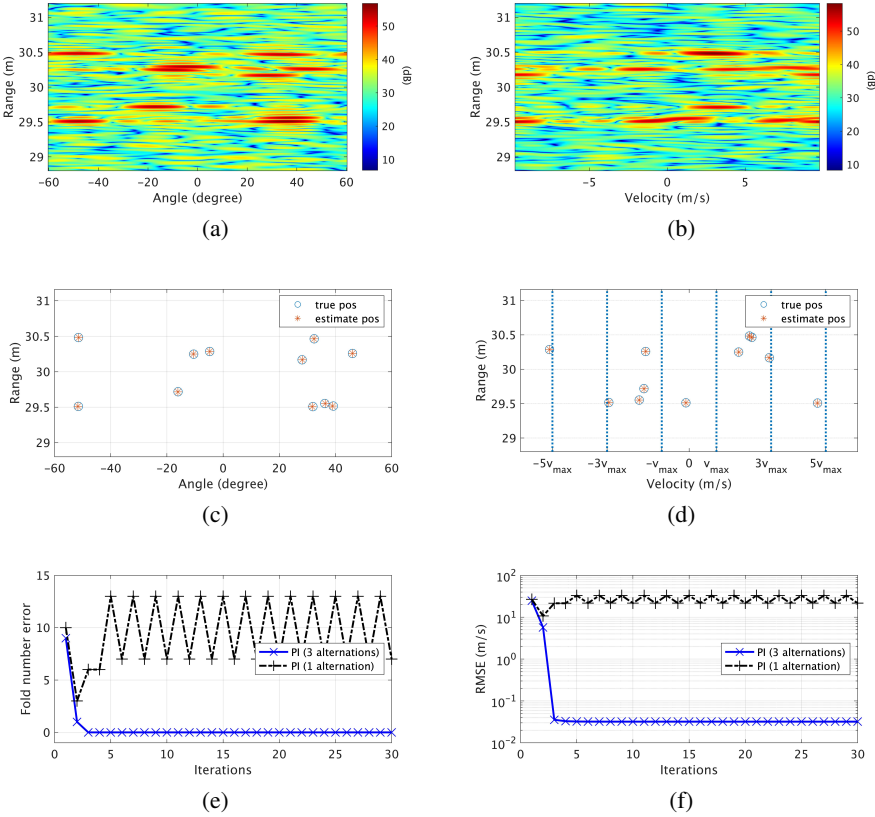 31
30.5
30
29.5
29
Range (m)
-60 -40 -20 0 20 40 60
Angle (degree)
50
40
30
20
10
(dB)
(a)
31
30.5
30
29.5
29
Range (m)
-5 0 5
Velocity (m/s)
50
40
30
20
10
(dB)
(b)
31
30.5
30
29.5
29
Range (m)
true pos
estimate pos
-60 -40 -20 0 20 40 60
Angle (degree)
(c)
31
30.5
30
29.5
29
Range (m)
true pos
estimate pos
−5v_max −3v_max −v_max 0 v_max 3v_max 5v_max
Velocity (m/s)
(d)
15
10
5
0
Fold number error
PI (3 alternations)
PI (1 alternation)
0 5 10 15 20 25 30
Iterations
(e)
10^2
10^1
10^0
10^-1
10^-2
RMSE (m/s)
PI (3 alternations)
PI (1 alternation)
0 5 10 15 20 25 30
Iterations
(f)